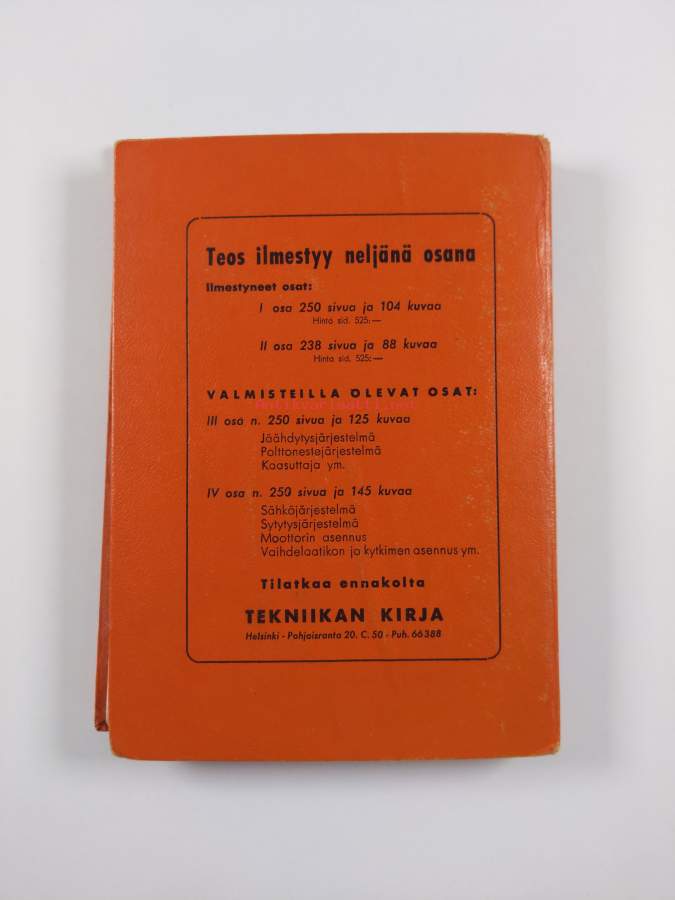 Teos ilmestyy neljänä osana
Ilmestyneet osat:
I osa 250 sivua ja 104 kuvaa
Hinta sid. 525:—
II osa 238 sivua ja 88 kuvaa
Hinta sid. 525:—
VALMISTEILLA OLEVAT OSAT:
III osa n. 250 sivua ja 125 kuvaa
Jäähdytysjärjestelmä
Polttonestejärjestelmä
Kaasuttaja ym.
IV osa n. 250 sivua ja 145 kuvaa
Sähköjärjestelmä
Sytytysjärjestelmä
Moottorin asennus
Vaihdelaatikon ja kytkimen asennus ym.
Tilatkaa ennakolta
TEKNIIKAN KIRJA
Helsinki - Pohjoisranta 20. C. 50 - Puh. 66 388